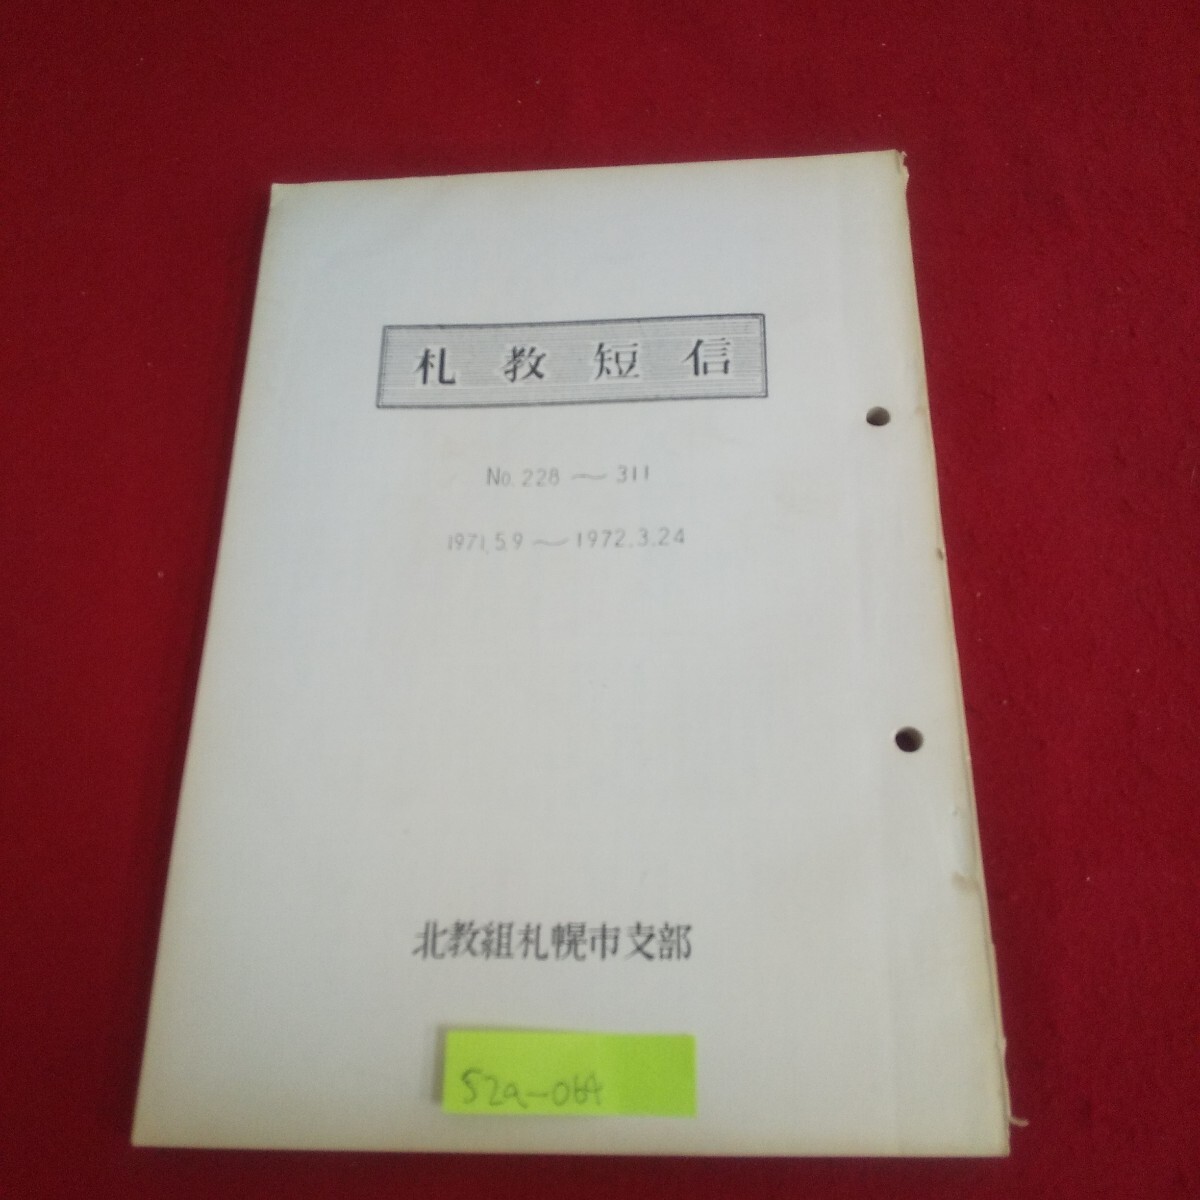 札教短信
No.228〜311
1971.5.9〜1972.3.24
北教組札幌市支部
52a-064